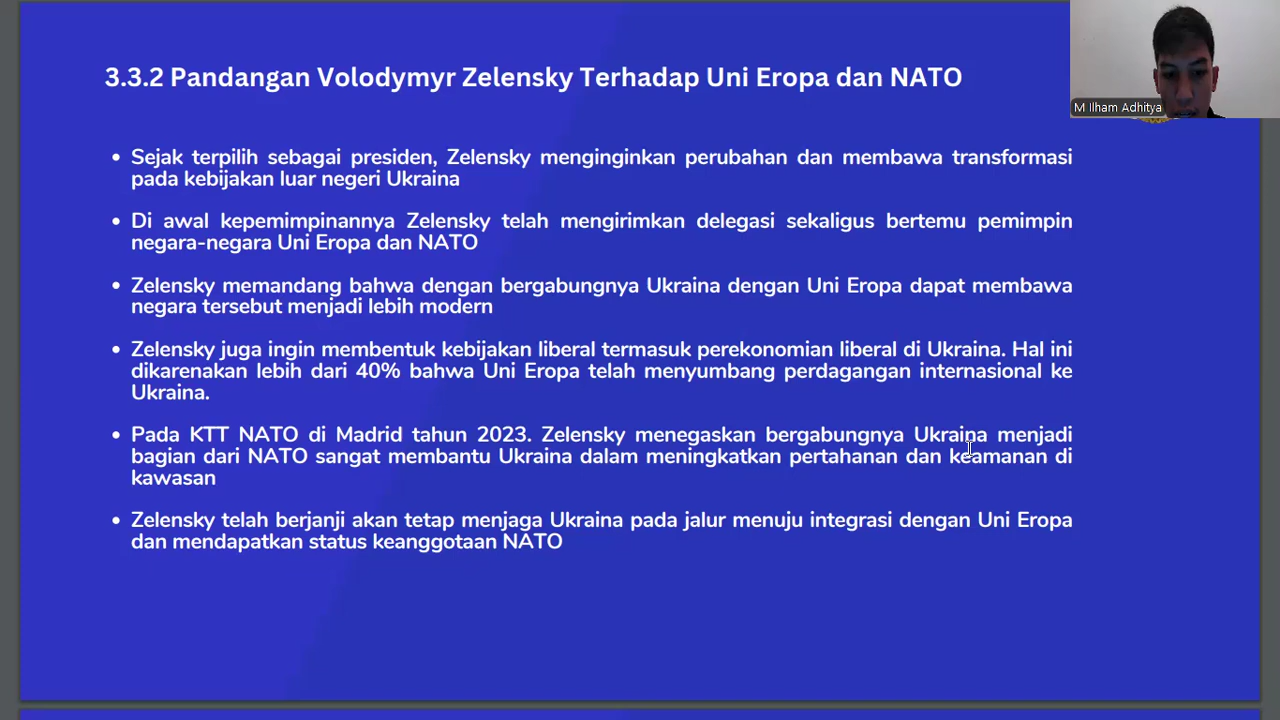 3.3.2 Pandangan Volodymyr Zelensky Terhadap Uni Eropa dan NATO
M Ilham Adhitya
• Sejak terpilih sebagai presiden, Zelensky menginginkan perubahan dan membawa transformasi
pada kebijakan luar negeri Ukraina
• Di awal kepemimpinannya Zelensky telah mengirimkan delegasi sekaligus bertemu pemimpin
negara-negara Uni Eropa dan NATO
• Zelensky memandang bahwa dengan bergabungnya Ukraina dengan Uni Eropa dapat membawa
negara tersebut menjadi lebih modern
• Zelensky juga ingin membentuk kebijakan liberal termasuk perekonomian liberal di Ukraina. Hal ini
dikarenakan lebih dari 40% bahwa Uni Eropa telah menyumbang perdagangan internasional ke
Ukraina.
• Pada KTT NATO di Madrid tahun 2023. Zelensky menegaskan bergabungnya Ukraina menjadi
bagian dari NATO sangat membantu Ukraina dalam meningkatkan pertahanan dan keamanan di
kawasan
• Zelensky telah berjanji akan tetap menjaga Ukraina pada jalur menuju integrasi dengan Uni Eropa
dan mendapatkan status keanggotaan NATO